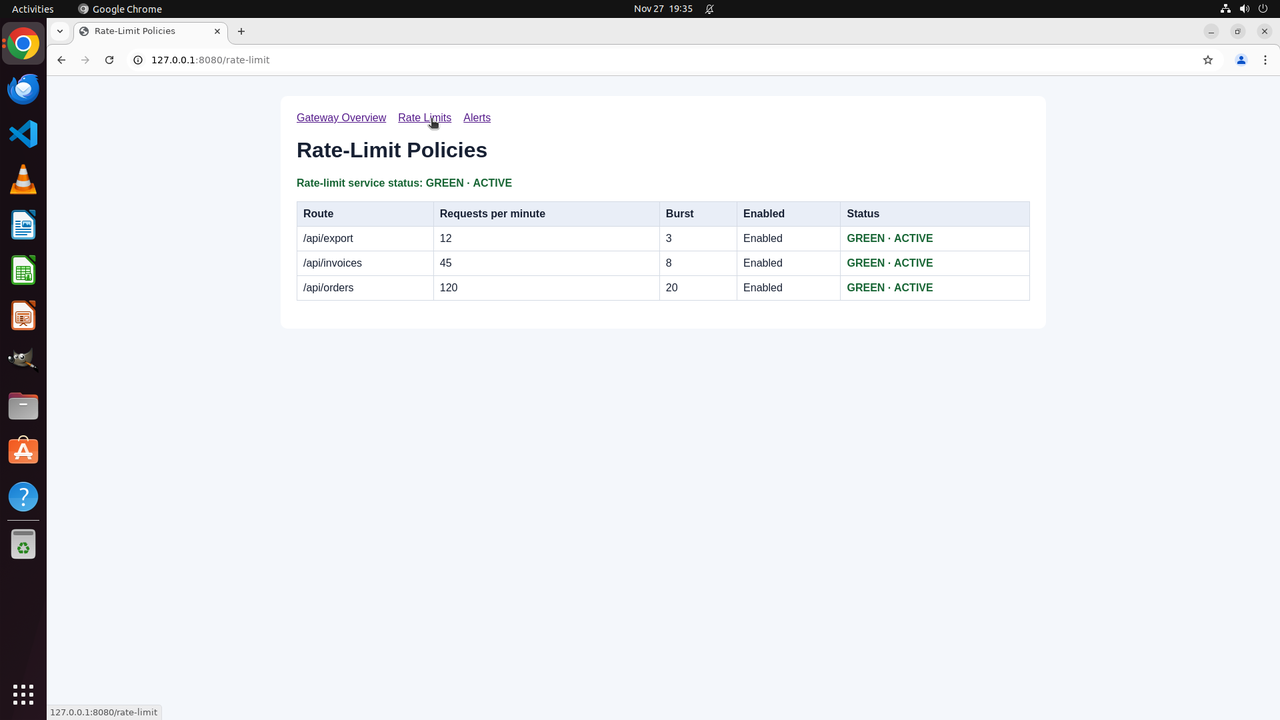 Activities
Google Chrome
Nov 27 19:35
Rate-Limit Policies
127.0.0.1:8080/rate-limit
Gateway Overview Rate Limits Alerts
Rate-Limit Policies
Rate-limit service status: GREEN · ACTIVE
Route Requests per minute Burst Enabled Status
/api/export 12 3 Enabled GREEN · ACTIVE
/api/invoices 45 8 Enabled GREEN · ACTIVE
/api/orders 120 20 Enabled GREEN · ACTIVE
127.0.0.1:8080/rate-limit